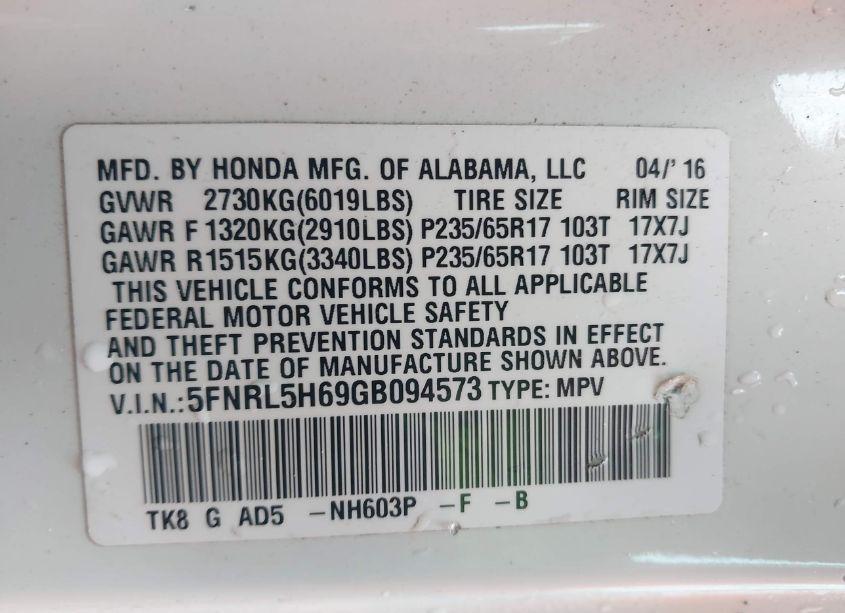 MFD. BY HONDA MFG. OF ALABAMA, LLC 04/' 16
GVWR 2730KG(6019LBS) TIRE SIZE RIM SIZE
GAWR F 1320KG(2910LBS) P235/65R17 103T 17X7J
GAWR R1515KG(3340LBS) P235/65R17 103T 17X7J
THIS VEHICLE CONFORMS TO ALL APPLICABLE
FEDERAL MOTOR VEHICLE SAFETY
AND THEFT PREVENTION STANDARDS IN EFFECT
ON THE DATE OF MANUFACTURE SHOWN ABOVE.
V.I.N.:5FNRL5H69GB094573 TYPE: MPV
TK8 G AD5 -NH603P -F -B